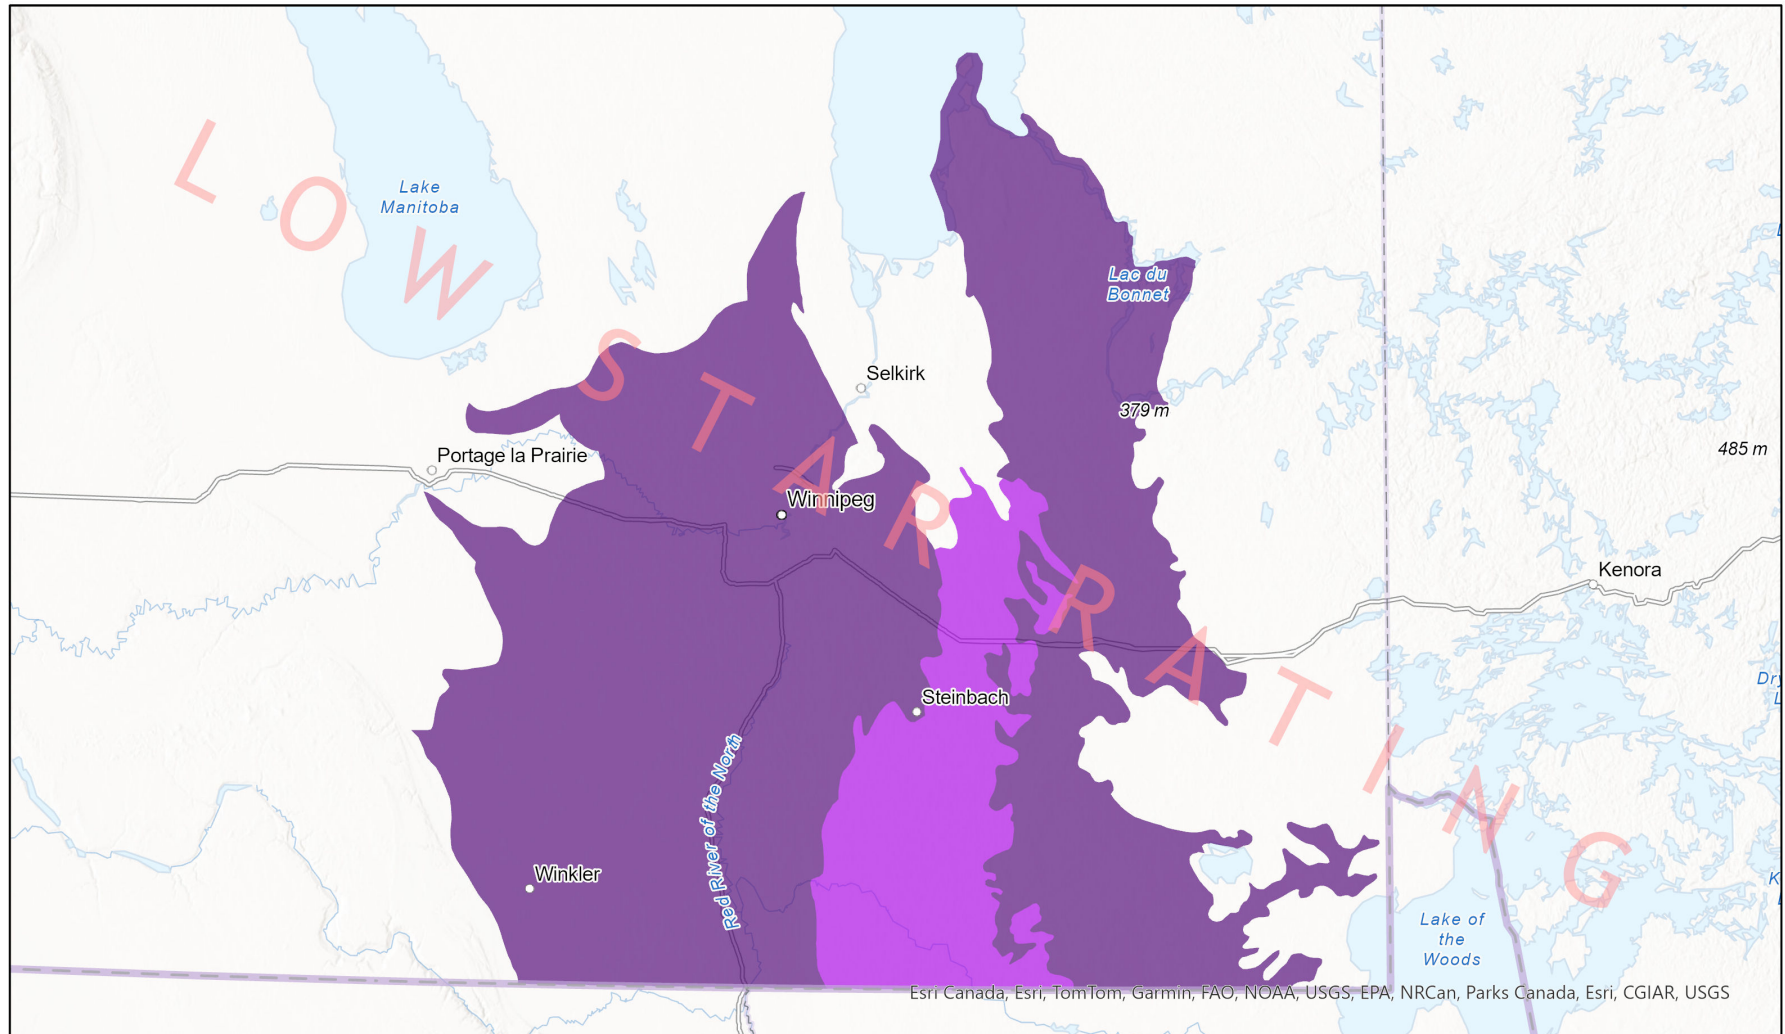 LOW STAR RATING
Lake
Manitoba
Lac du
Bonnet
Selkirk
379 m
Portage la Prairie
485 m
Winnipeg
Kenora
Steinbach
Red River of the North
Winkler
Lake of
the
Woods
Esri Canada, Esri, TomTom, Garmin, FAO, NOAA, USGS, EPA, NRCan, Parks Canada, Esri, CGIAR, USGS